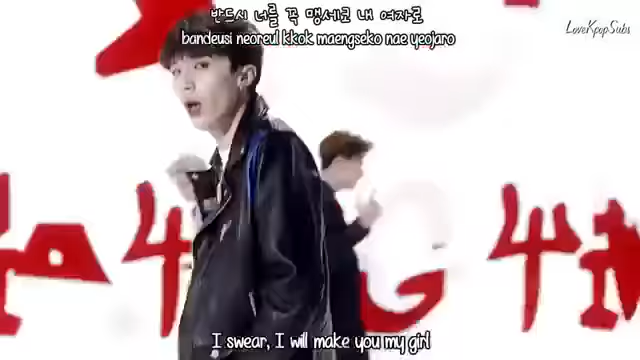 반드시 너를 꼭 맹세코 내 여자로
bandeusi neoreul kkok maengseko nae yeojaro
LoveKpopSubs
I swear, I will make you my girl